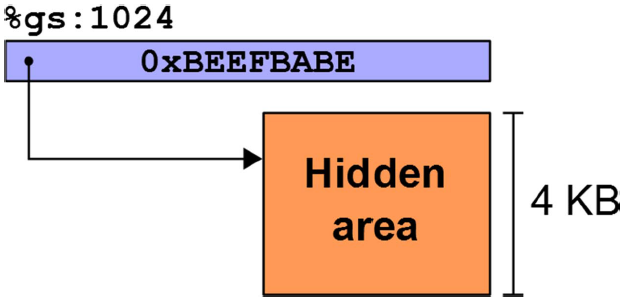 %gs:1024
0xBEEFBABE
Hidden
area
4 KB